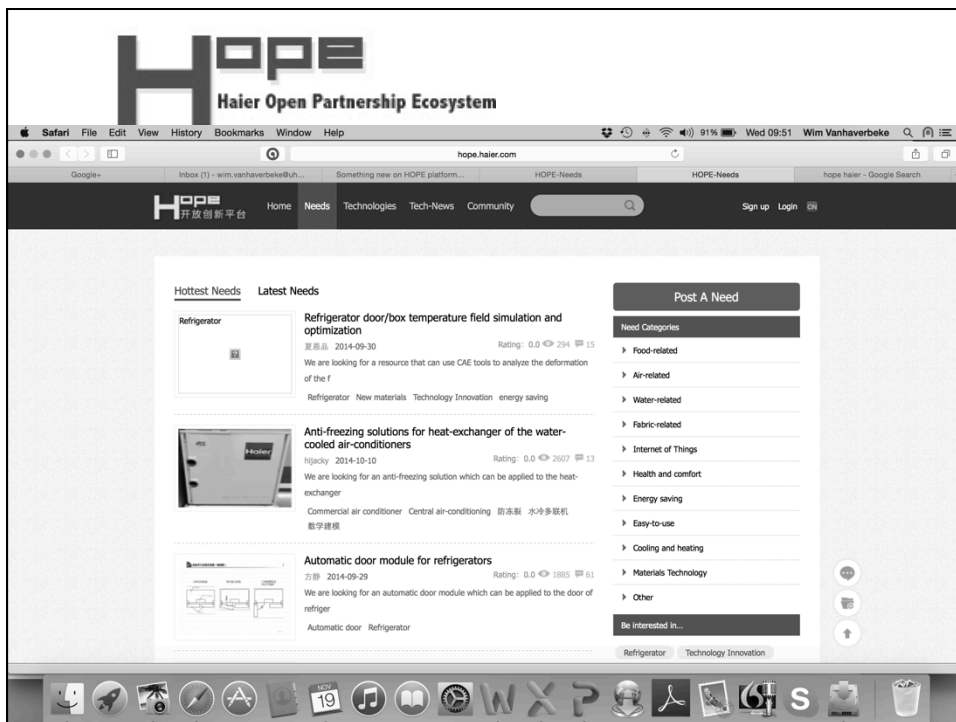 Hope
Haier Open Partnership Ecosystem
Safari File Edit View History Bookmarks Window Help 91% Wed 09:51 Wim Vanhaverbeke
hope.haier.com
Google+ Inbox (1) - wim.vanhaverbeke@uh... Something new on HOPE platform... HOPE-Needs HOPE-Needs hope haier - Google Search
HOPE
开放创新平台
Home Needs Technologies Tech-News Community Sign up Login CN
Hottest Needs Latest Needs
Refrigerator
Refrigerator door/box temperature field simulation and
optimization
夏恩品 2014-09-30 Rating: 0.0 294 15
We are looking for a resource that can use CAE tools to analyze the deformation
of the f
Refrigerator New materials Technology Innovation energy saving
Haier
Anti-freezing solutions for heat-exchanger of the water-
cooled air-conditioners
hijacky 2014-10-10 Rating: 0.0 2607 13
We are looking for an anti-freezing solution which can be applied to the heat-
exchanger
Commercial air conditioner Central air-conditioning 防冻裂 水冷多联机
数学建模
Automatic door module for refrigerators
方静 2014-09-29 Rating: 0.0 1885 61
We are looking for an automatic door module which can be applied to the door of
refriger
Automatic door Refrigerator
Post A Need
Need Categories
Food-related
Air-related
Water-related
Fabric-related
Internet of Things
Health and comfort
Energy saving
Easy-to-use
Cooling and heating
Materials Technology
Other
Be interested in...
Refrigerator Technology Innovation
NOV
19
W X P S